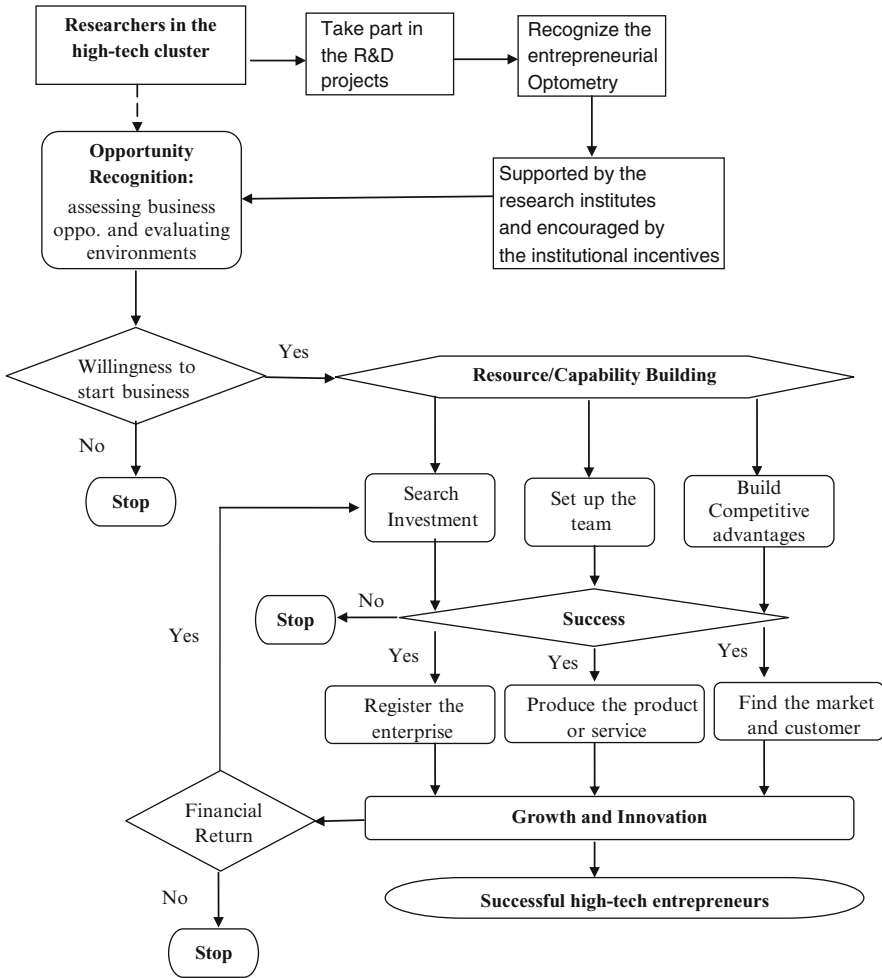 Researchers in the
high-tech cluster
Take part in
the R&D
projects
Recognize the
entrepreneurial
Optometry
Opportunity
Recognition:
assessing business
oppo. and evaluating
environments
Supported by the
research institutes
and encouraged by
the institutional incentives
Willingness to
start business
Yes
Resource/Capability Building
No
Stop
Search
Investment
Set up the
team
Build
Competitive
advantages
Yes
Stop
No
Success
Yes
Yes
Yes
Register the
enterprise
Produce the product
or service
Find the market
and customer
Financial
Return
Growth and Innovation
No
Stop
Successful high-tech entrepreneurs